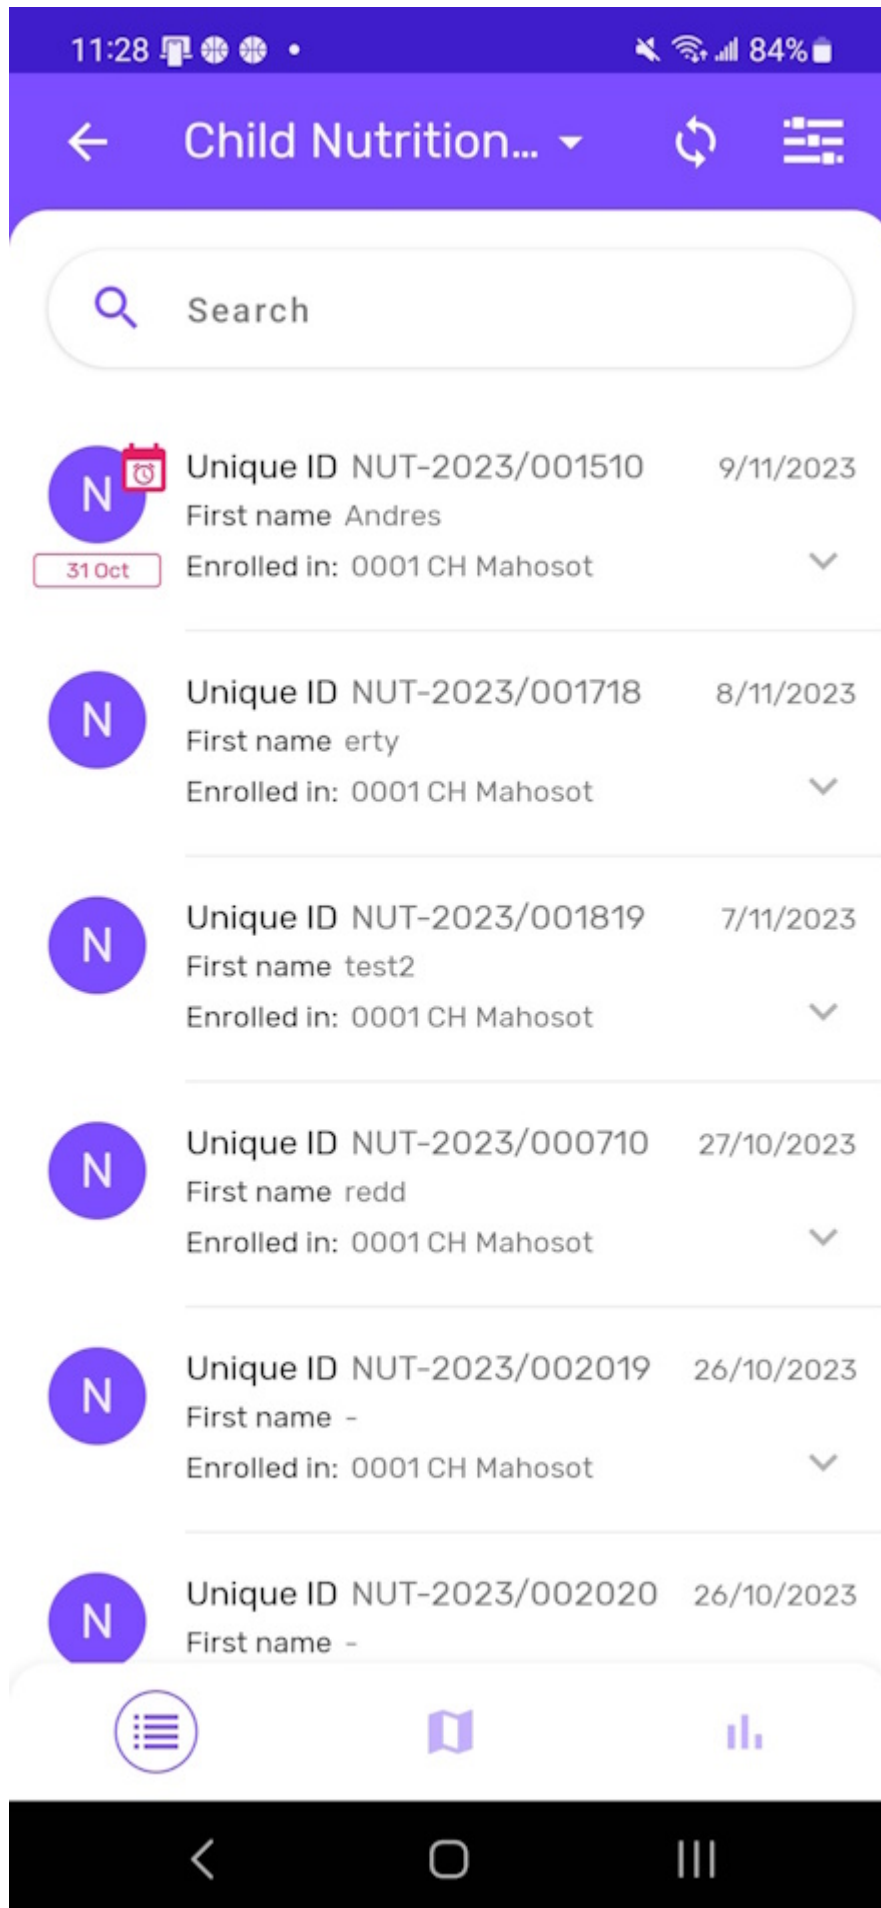 11:28 84%
Child Nutrition...
Search
N Unique ID NUT-2023/001510 9/11/2023
First name Andres
31 Oct Enrolled in: 0001 CH Mahosot
N Unique ID NUT-2023/001718 8/11/2023
First name erty
Enrolled in: 0001 CH Mahosot
N Unique ID NUT-2023/001819 7/11/2023
First name test2
Enrolled in: 0001 CH Mahosot
N Unique ID NUT-2023/000710 27/10/2023
First name redd
Enrolled in: 0001 CH Mahosot
N Unique ID NUT-2023/002019 26/10/2023
First name -
Enrolled in: 0001 CH Mahosot
N Unique ID NUT-2023/002020 26/10/2023
First name -